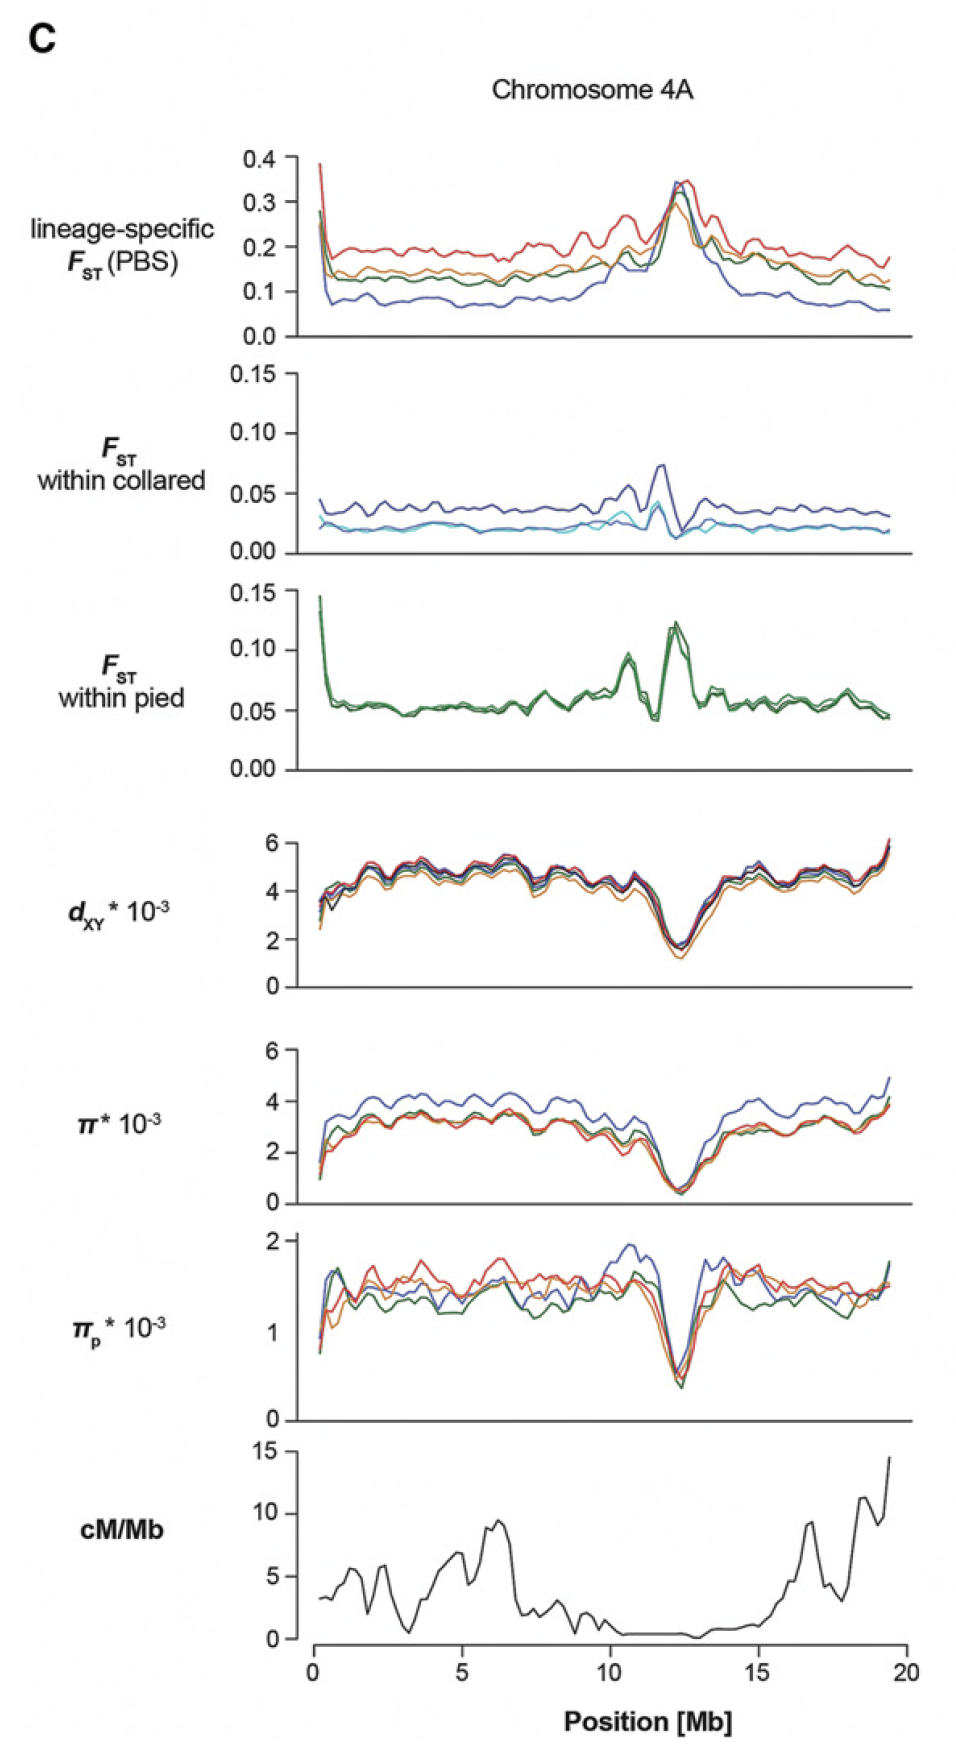 C
Chromosome 4A
lineage-specific
FST (PBS)
0.4
0.3
0.2
0.1
0.0
FST
within collared
0.15
0.10
0.05
0.00
FST
within pied
0.15
0.10
0.05
0.00
dXY * 10-3
6
4
2
0
π * 10-3
6
4
2
0
πp * 10-3
2
1
0
cM/Mb
15
10
5
0
0 5 10 15 20
Position [Mb]